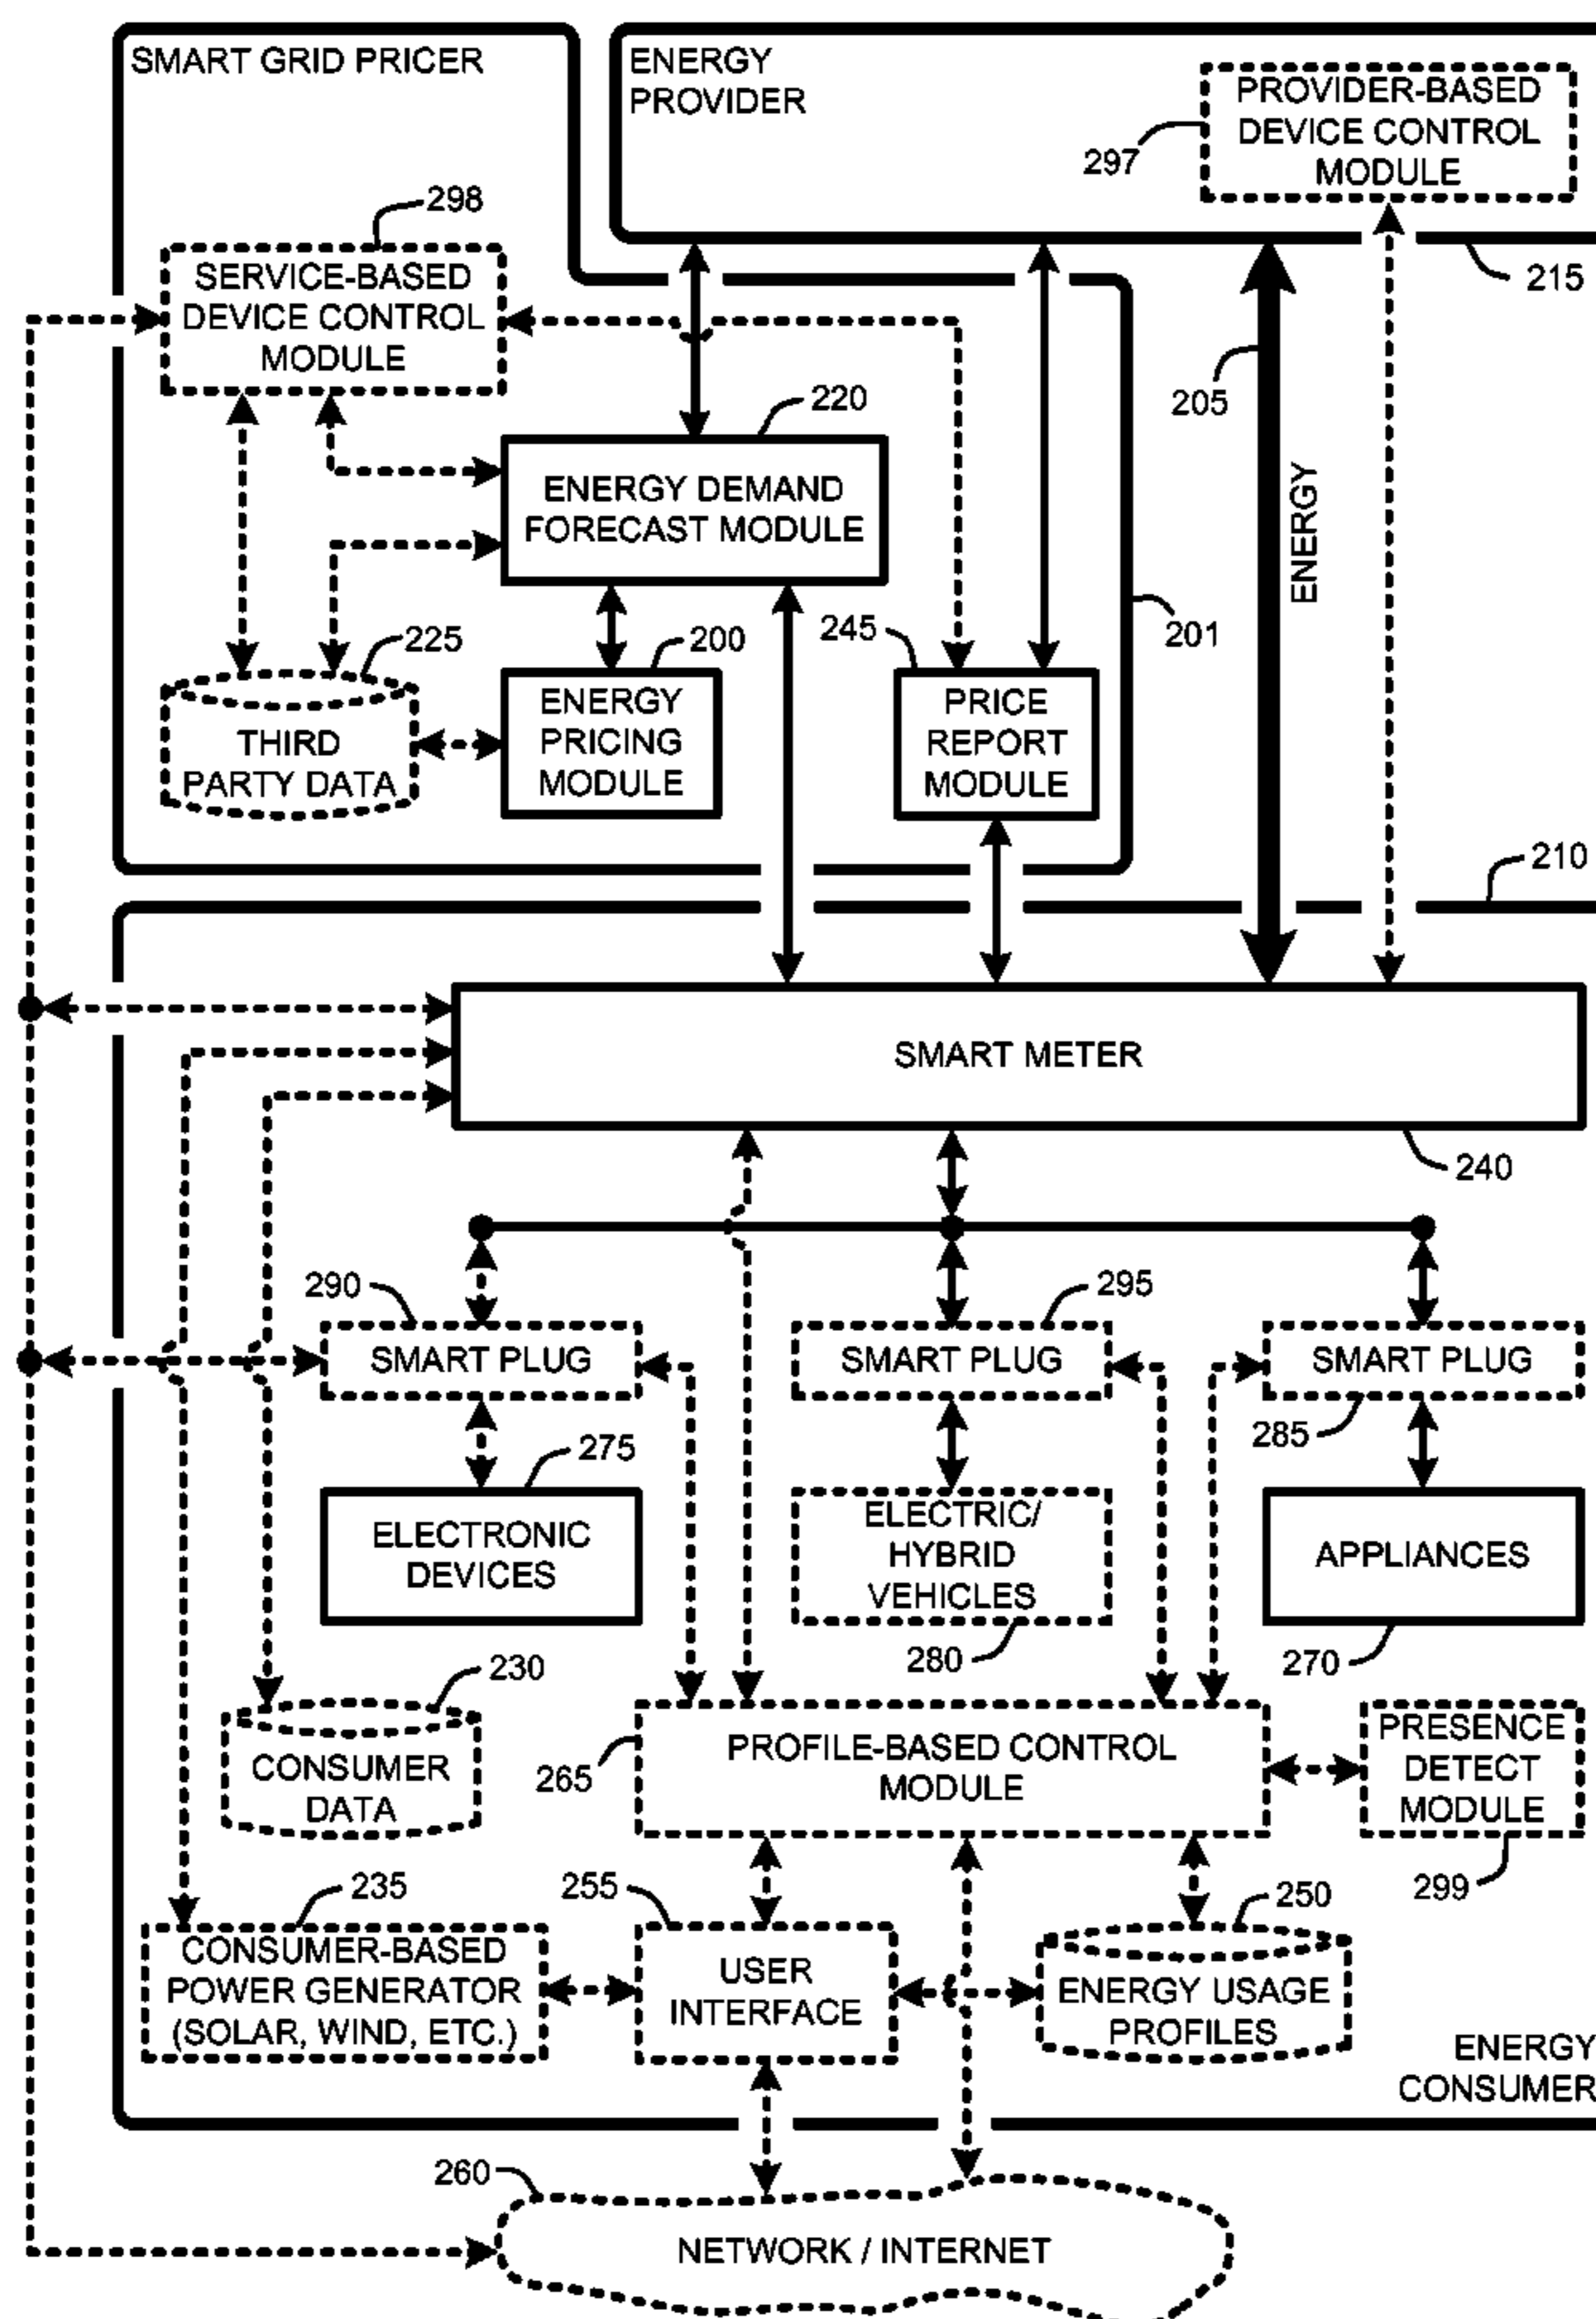 SMART GRID PRICER
ENERGY
PROVIDER
PROVIDER-BASED
DEVICE CONTROL
MODULE
297
298
215
SERVICE-BASED
DEVICE CONTROL
MODULE
205
220
ENERGY
ENERGY DEMAND
FORECAST MODULE
225
200
245
201
THIRD
PARTY DATA
ENERGY
PRICING
MODULE
PRICE
REPORT
MODULE
210
SMART METER
240
290
295
SMART PLUG
SMART PLUG
SMART PLUG
285
275
ELECTRONIC
DEVICES
ELECTRIC/
HYBRID
VEHICLES
APPLIANCES
280
270
230
CONSUMER
DATA
265
PROFILE-BASED CONTROL
MODULE
PRESENCE
DETECT
MODULE
299
235
255
250
CONSUMER-BASED
POWER GENERATOR
(SOLAR, WIND, ETC.)
USER
INTERFACE
ENERGY USAGE
PROFILES
ENERGY
CONSUMER
260
NETWORK / INTERNET